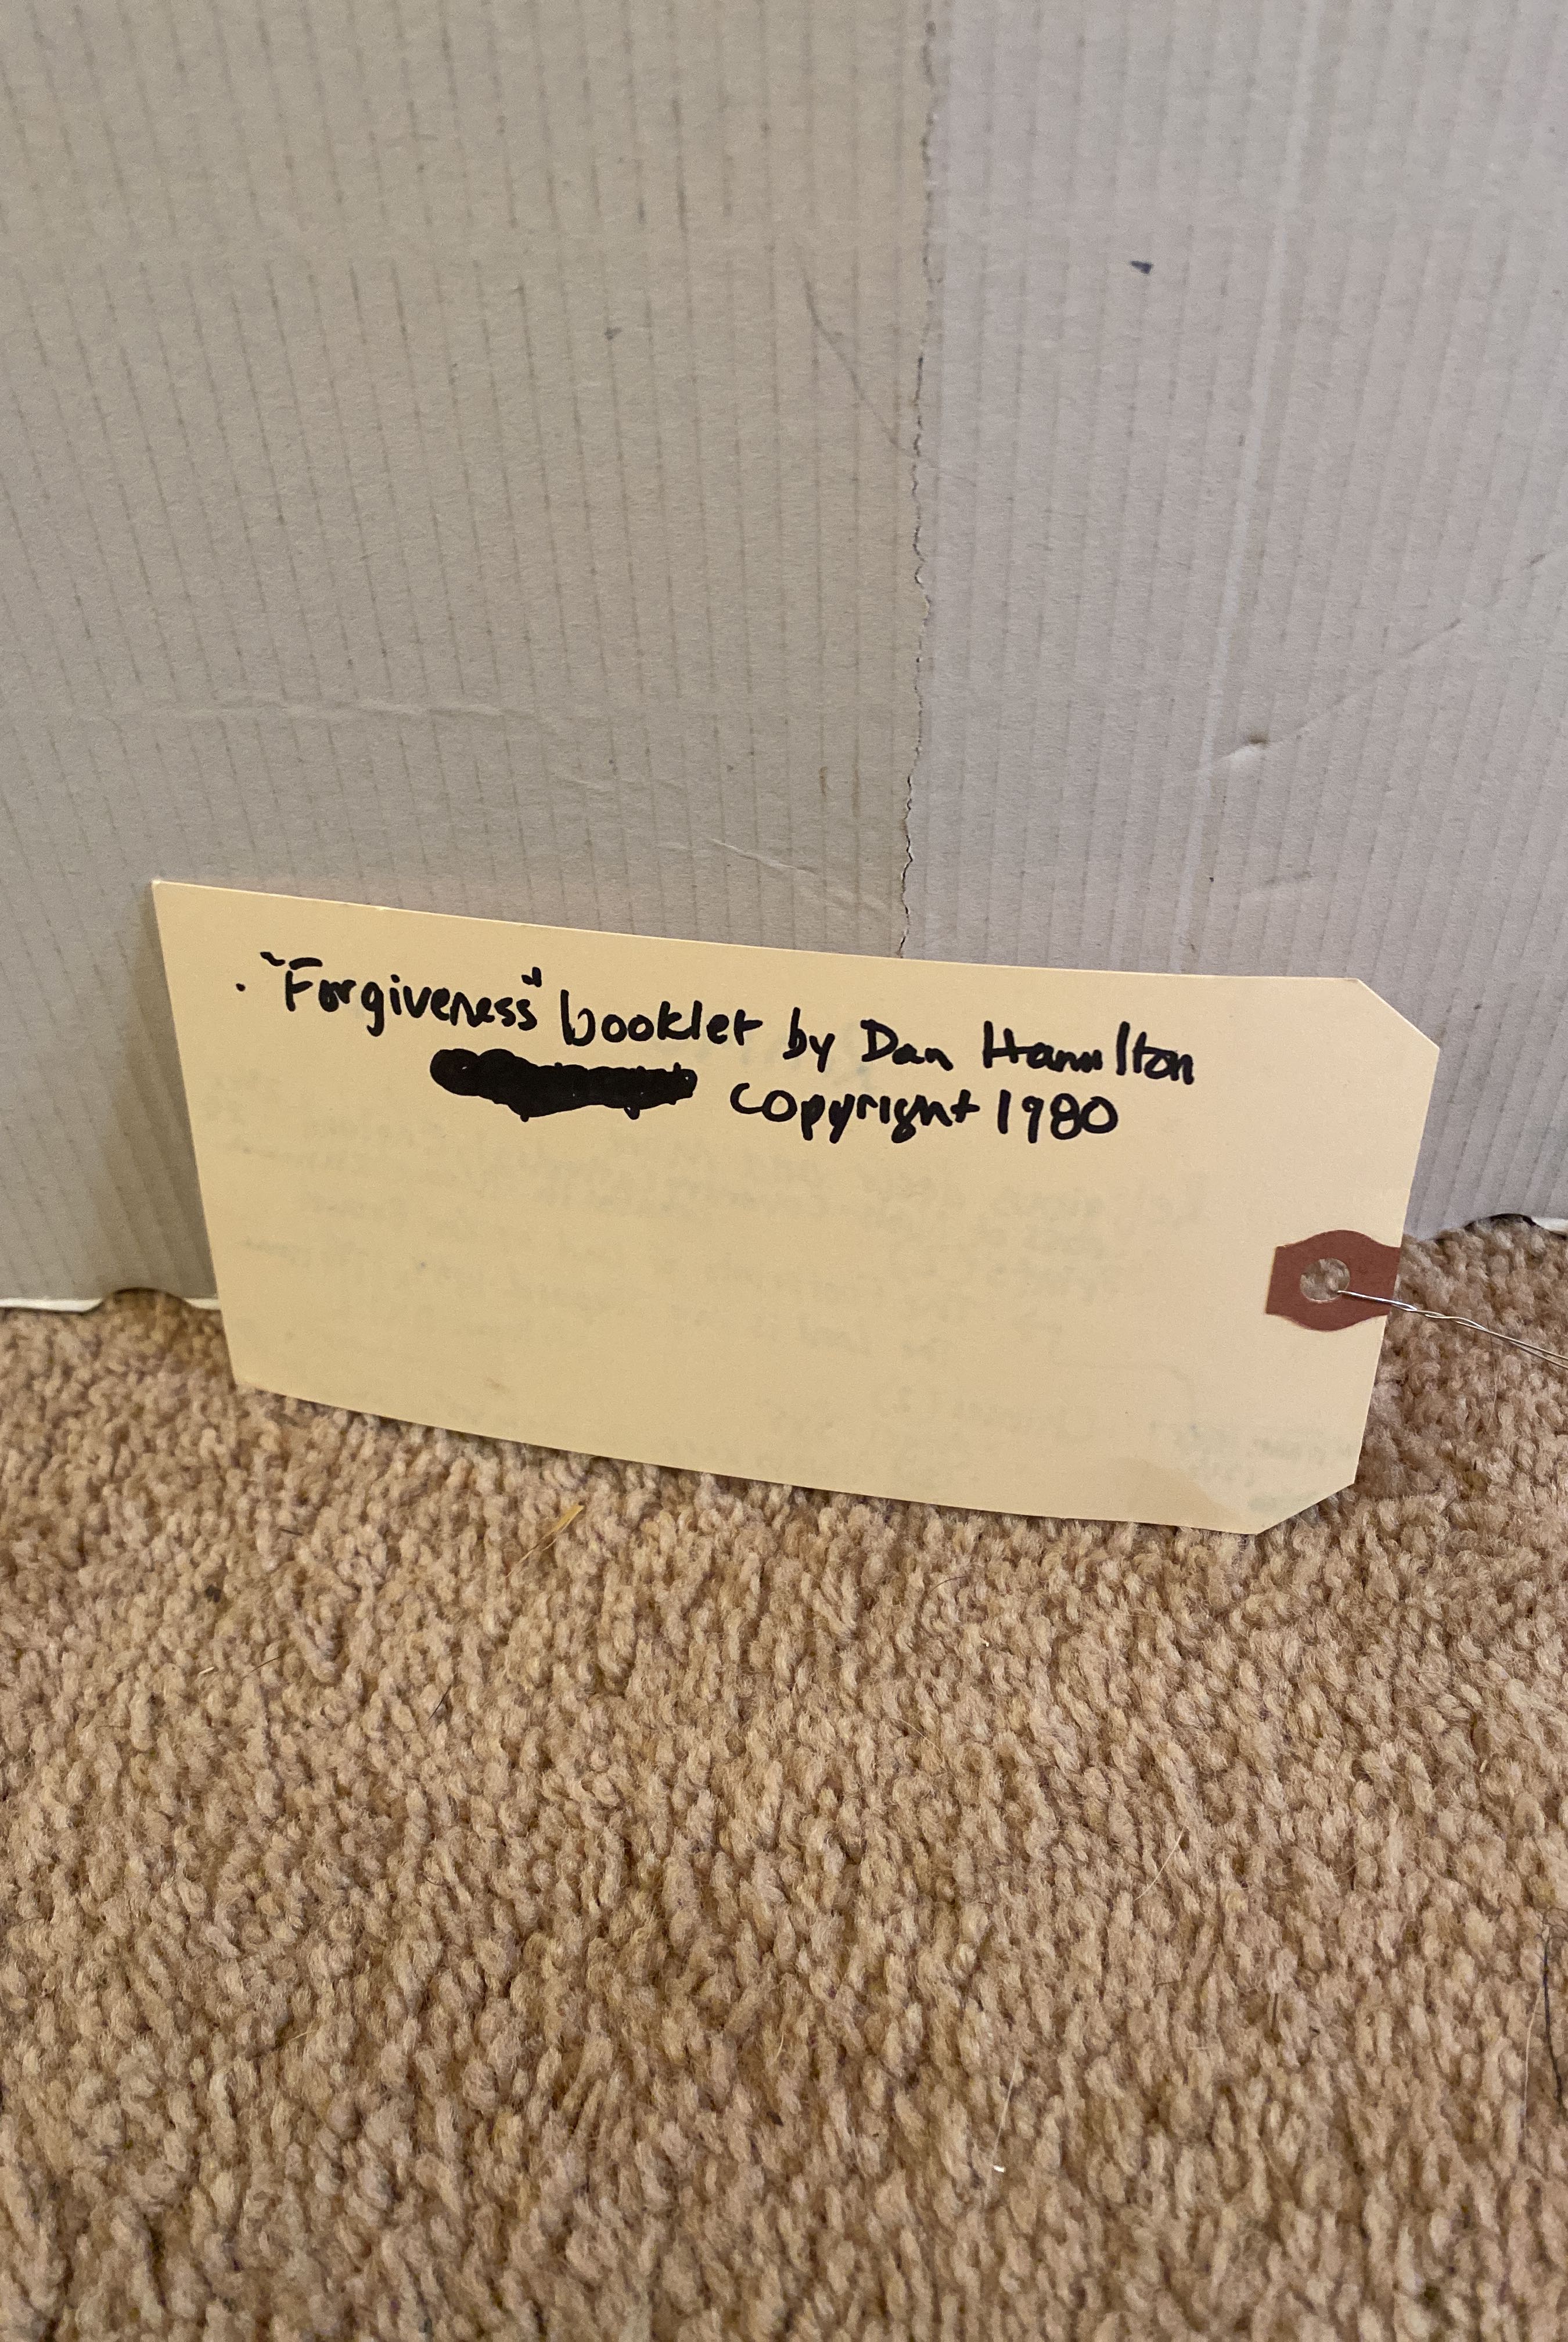 . "Forgiveness" booklet by Dan Hamilton
copyright 1980